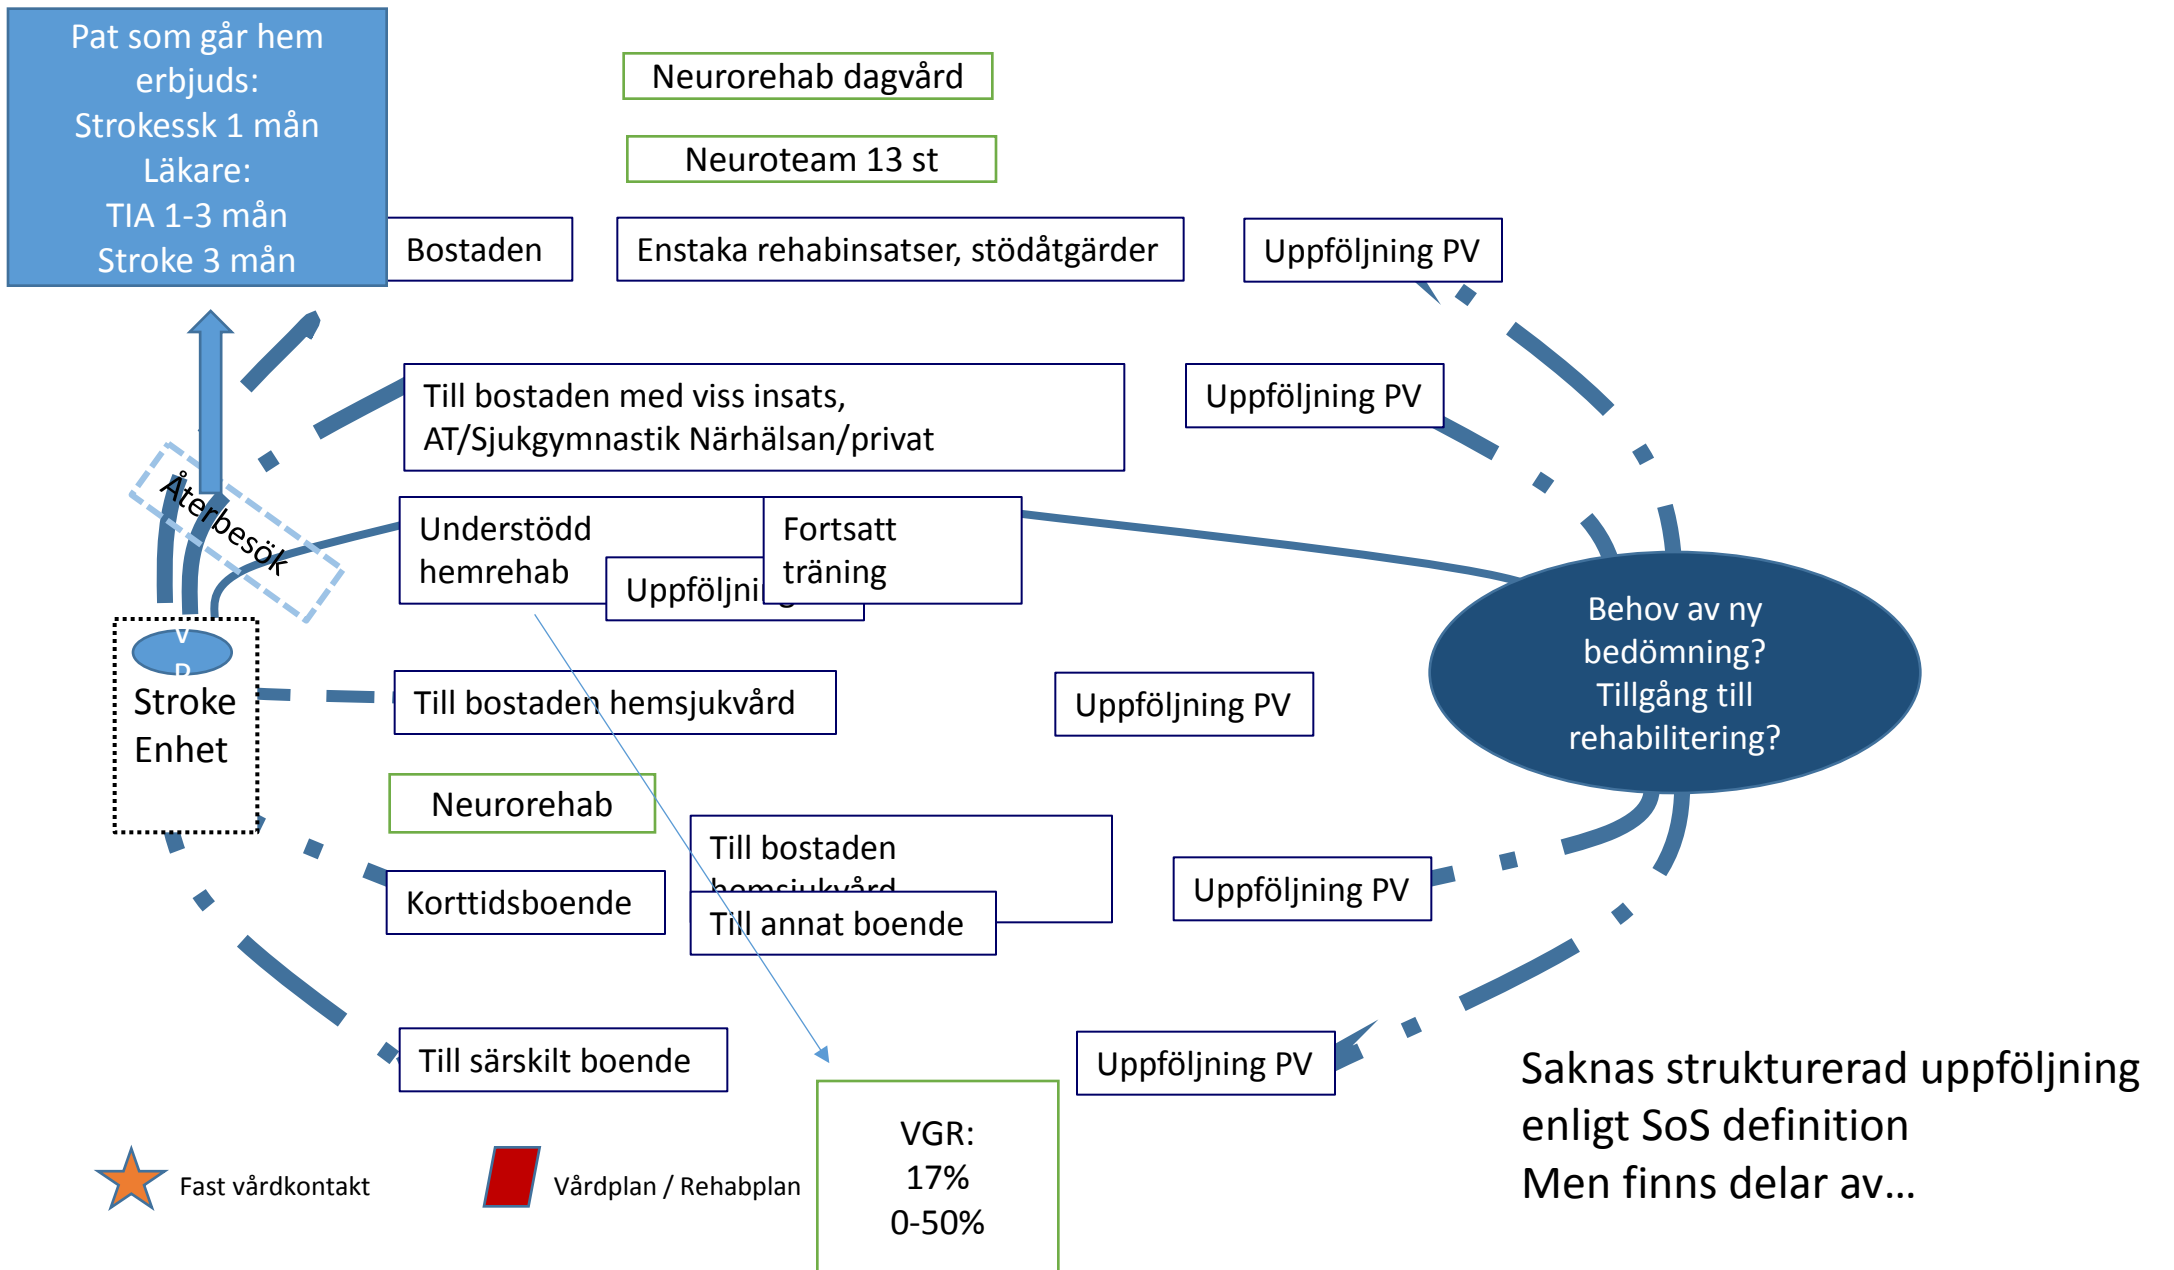 Pat som går hem
erbjuds:
Strokessk 1 mån
Läkare:
TIA 1-3 mån
Stroke 3 mån
Neurorehab dagvård
Neuroteam 13 st
Bostaden
Enstaka rehabinsatser, stödåtgärder
Uppföljning PV
Till bostaden med viss insats,
AT/Sjukgymnastik Närhälsan/privat
Uppföljning PV
Återbesök
Understödd
hemrehab
Uppföljni
Fortsatt
träning
Behov av ny
bedömning?
Tillgång till
rehabilitering?
Stroke
Enhet
Till bostaden hemsjukvård
Uppföljning PV
Neurorehab
Till bostaden
hemsjukvård
Korttidsboende
Till annat boende
Uppföljning PV
Till särskilt boende
Uppföljning PV
Saknas strukturerad uppföljning
enligt SoS definition
Men finns delar av…
Fast vårdkontakt
Vårdplan / Rehabplan
VGR:
17%
0-50%